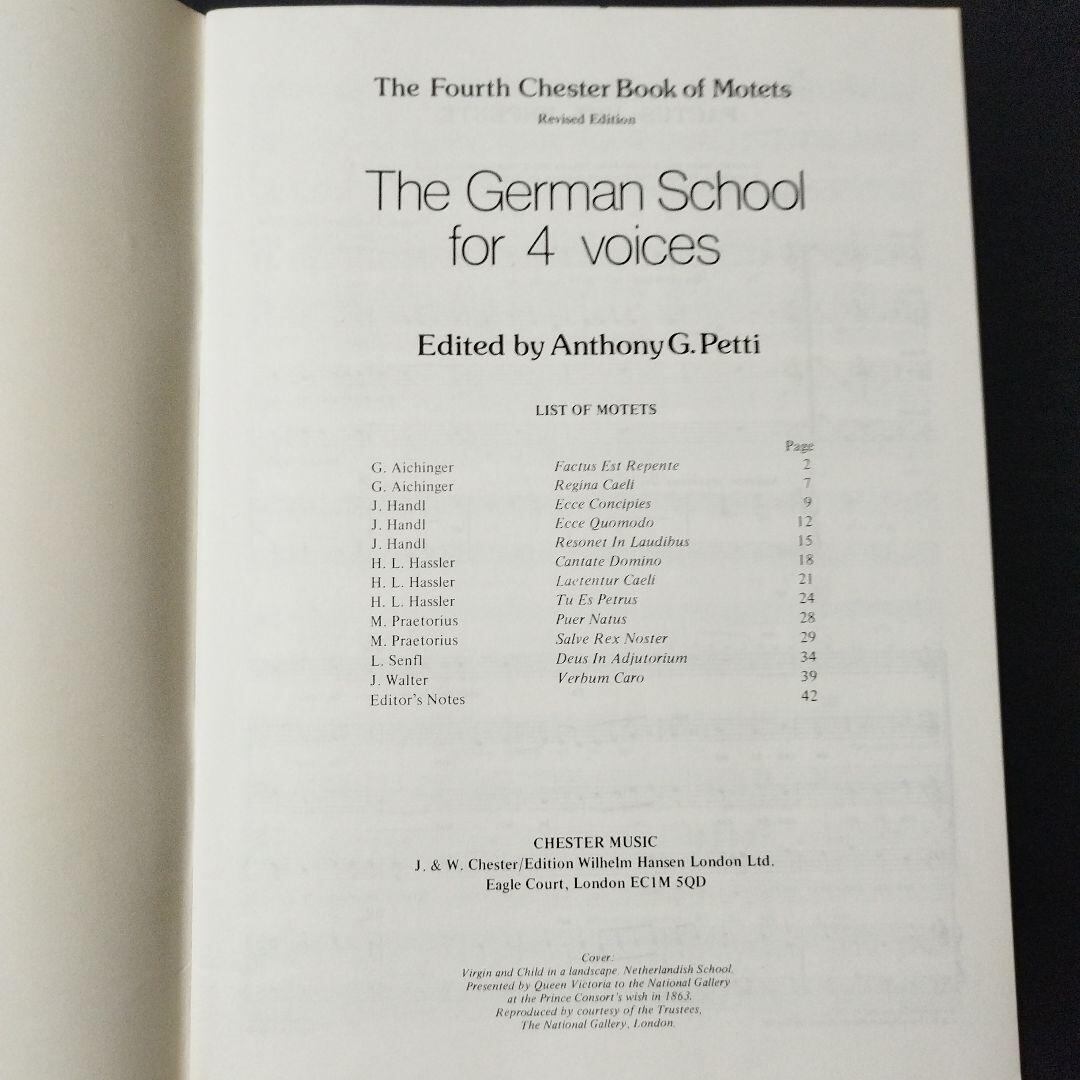 The Fourth Chester Book of Motets
Revised Edition
The German School
for 4 voices
Edited by Anthony G. Petti
LIST OF MOTETS
Page
G. Aichinger Factus Est Repente 2
G. Aichinger Regina Caeli 7
J. Handl Ecce Concipies 9
J. Handl Ecce Quomodo 12
J. Handl Resonet In Laudibus 15
H. L. Hassler Cantate Domino 18
H. L. Hassler Laetentur Caeli 21
H. L. Hassler Tu Es Petrus 24
M. Praetorius Puer Natus 28
M. Praetorius Salve Rex Noster 29
L. Senfl Deus In Adjutorium 34
J. Walter Verbum Caro 39
Editor's Notes 42
CHESTER MUSIC
J. & W. Chester/Edition Wilhelm Hansen London Ltd.
Eagle Court, London EC1M 5QD
Cover:
Virgin and Child in a landscape, Netherlandish School.
Presented by Queen Victoria to the National Gallery
at the Prince Consort's wish in 1863.
Reproduced by courtesy of the Trustees,
The National Gallery, London.